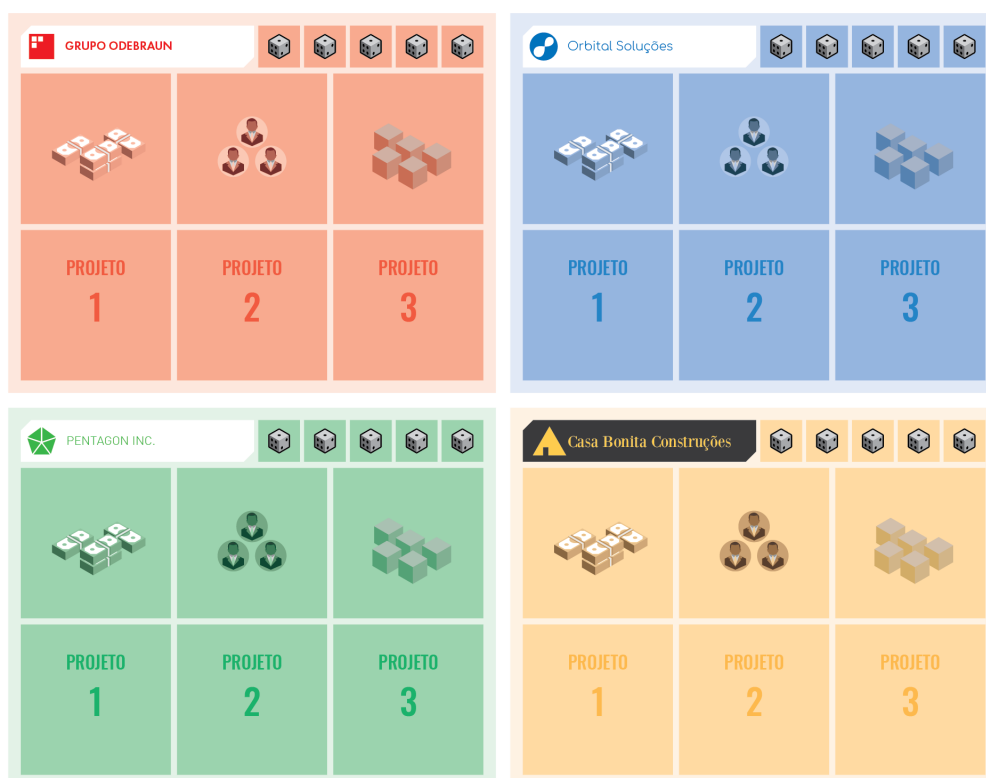 GRUPO ODEBRAUN
PROJETO
1
PROJETO
2
PROJETO
3
Orbital Soluções
PROJETO
1
PROJETO
2
PROJETO
3
PENTAGON INC.
PROJETO
1
PROJETO
2
PROJETO
3
Casa Bonita Construções
PROJETO
1
PROJETO
2
PROJETO
3